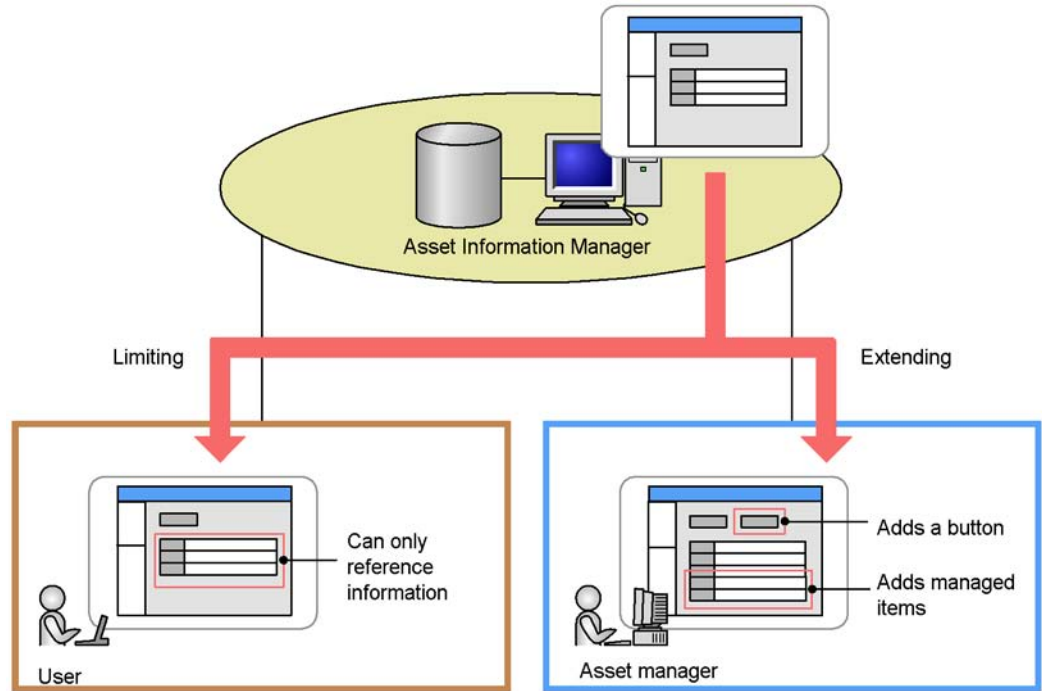 Asset Information Manager
Limiting
Extending
Can only
reference
information
User
Adds a button
Adds managed
items
Asset manager